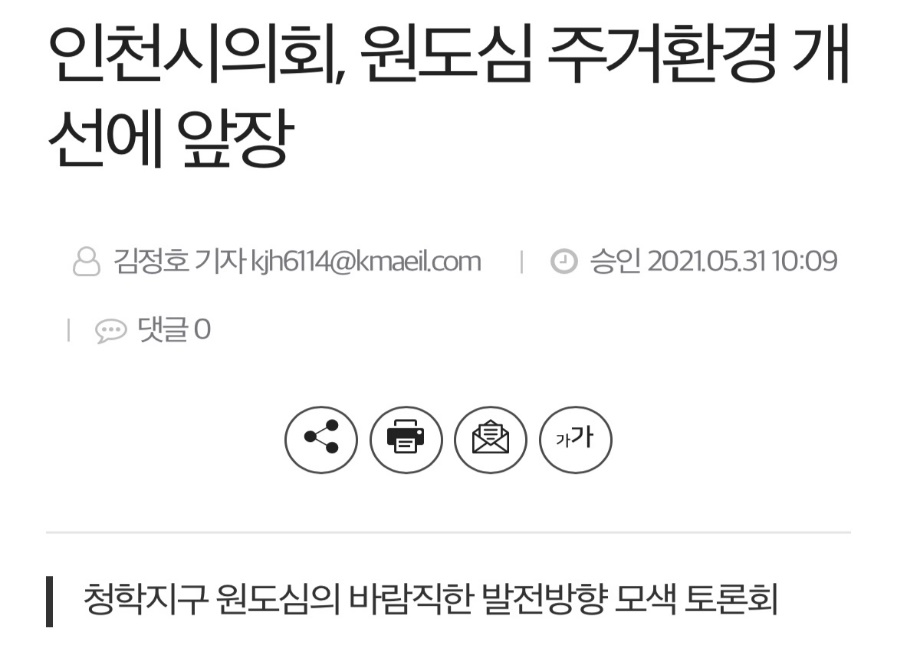 인천시의회, 원도심 주거환경 개
선에 앞장
김정호 기자 kjh6114@kmaeil.com | 승인 2021.05.31 10:09
| 댓글 0
가가
청학지구 원도심의 바람직한 발전방향 모색 토론회